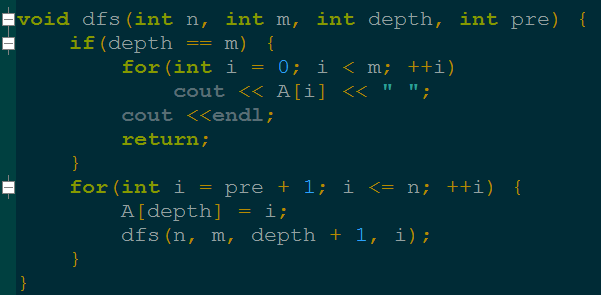 void dfs(int n, int m, int depth, int pre) {
    if(depth == m) {
        for(int i = 0; i < m; ++i)
            cout << A[i] << " ";
        cout <<endl;
        return;
    }
    for(int i = pre + 1; i <= n; ++i) {
        A[depth] = i;
        dfs(n, m, depth + 1, i);
    }
}